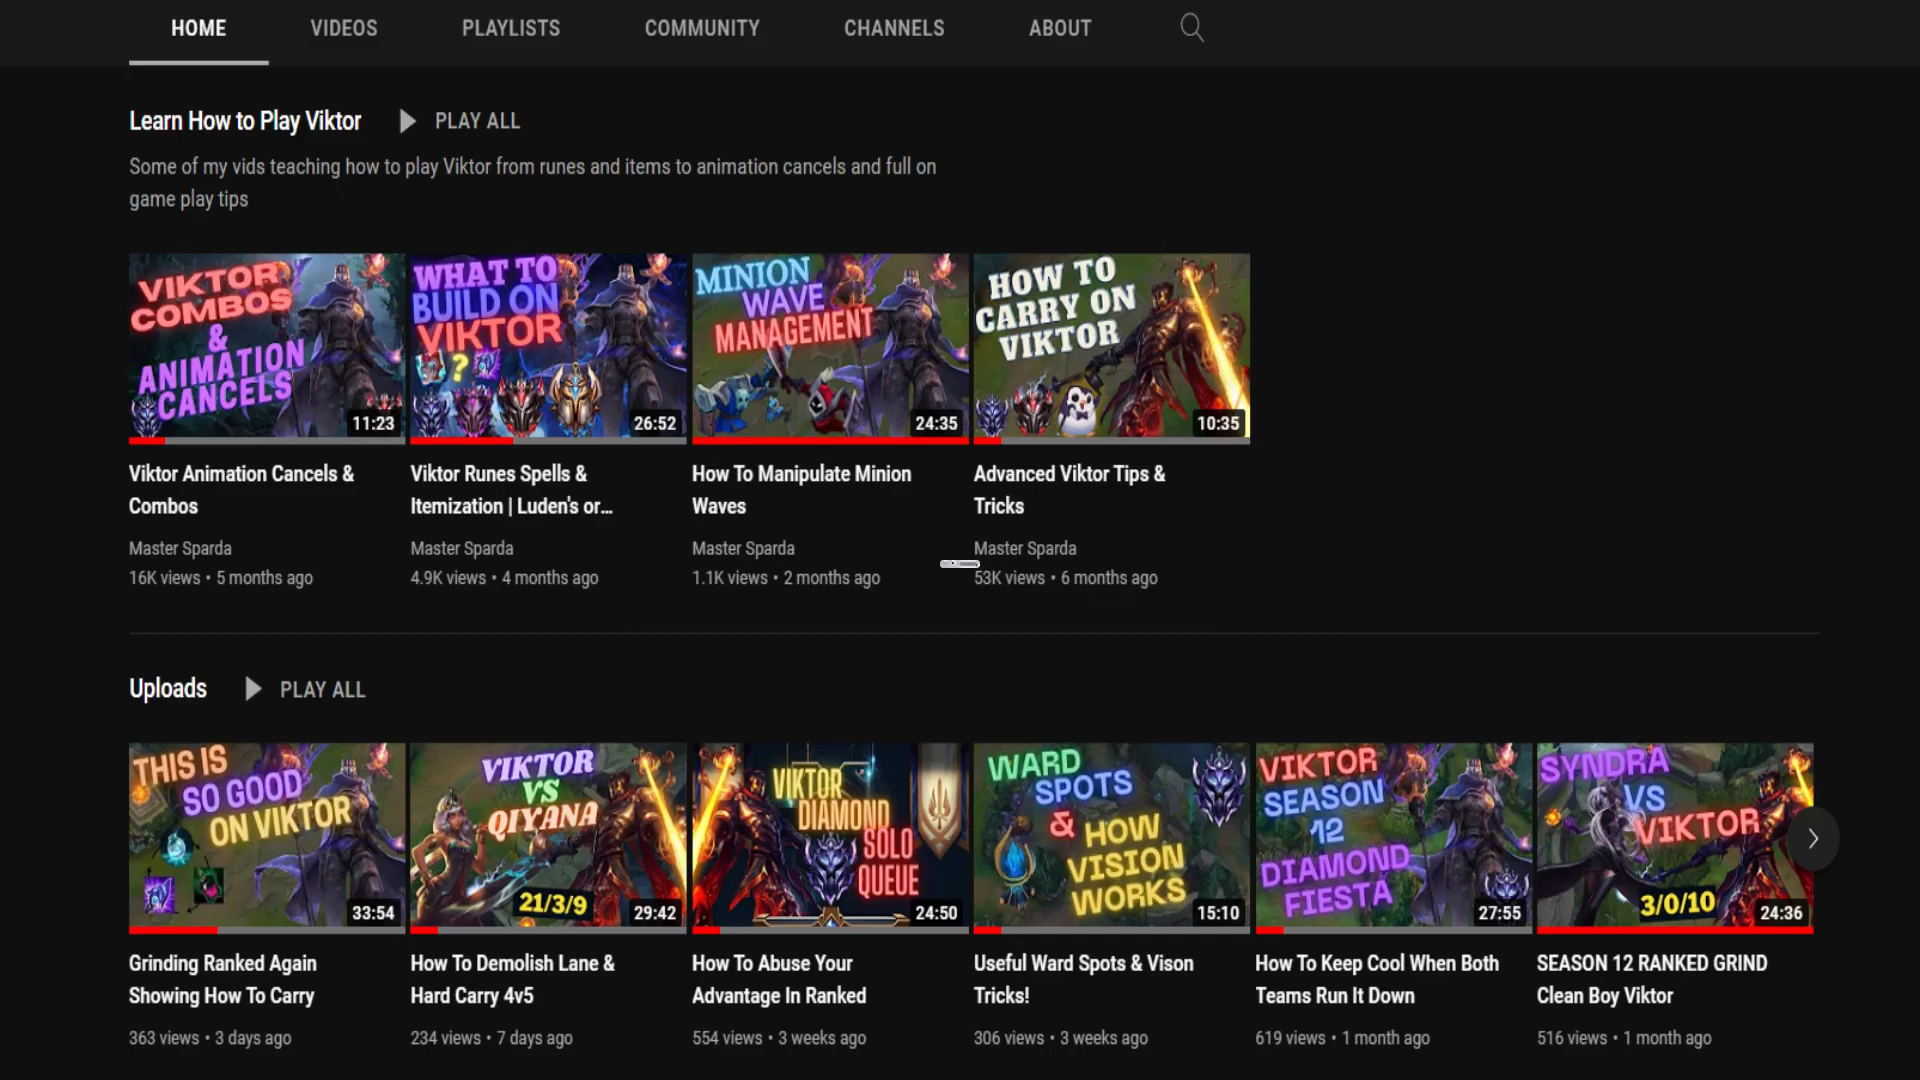 HOME VIDEOS PLAYLISTS COMMUNITY CHANNELS ABOUT
Learn How to Play Viktor PLAY ALL
Some of my vids teaching how to play Viktor from runes and items to animation cancels and full on
game play tips
VIKTOR
COMBOS
&
ANIMATION
CANCELS
11:23
WHAT TO
BUILD ON
VIKTOR
?
26:52
MINION
WAVE
MANAGEMENT
24:35
HOW TO
CARRY ON
VIKTOR
10:35
Viktor Animation Cancels &
Combos
Master Sparda
16K views • 5 months ago
Viktor Runes Spells &
Itemization | Luden's or...
Master Sparda
4.9K views • 4 months ago
How To Manipulate Minion
Waves
Master Sparda
1.1K views • 2 months ago
Advanced Viktor Tips &
Tricks
Master Sparda
53K views • 6 months ago
Uploads PLAY ALL
THIS IS
SO GOOD
ON VIKTOR
33:54
VIKTOR
VS
QIYANA
21/3/9
29:42
VIKTOR
DIAMOND
SOLO
QUEUE
24:50
WARD
SPOTS
& HOW
VISION
WORKS
15:10
VIKTOR
SEASON
12
DIAMOND
FIESTA
27:55
SYNDRA
VS
VIKTOR
3/0/10
24:36
Grinding Ranked Again
Showing How To Carry
363 views • 3 days ago
How To Demolish Lane &
Hard Carry 4v5
234 views • 7 days ago
How To Abuse Your
Advantage In Ranked
554 views • 3 weeks ago
Useful Ward Spots & Vison
Tricks!
306 views • 3 weeks ago
How To Keep Cool When Both
Teams Run It Down
619 views • 1 month ago
SEASON 12 RANKED GRIND
Clean Boy Viktor
516 views • 1 month ago